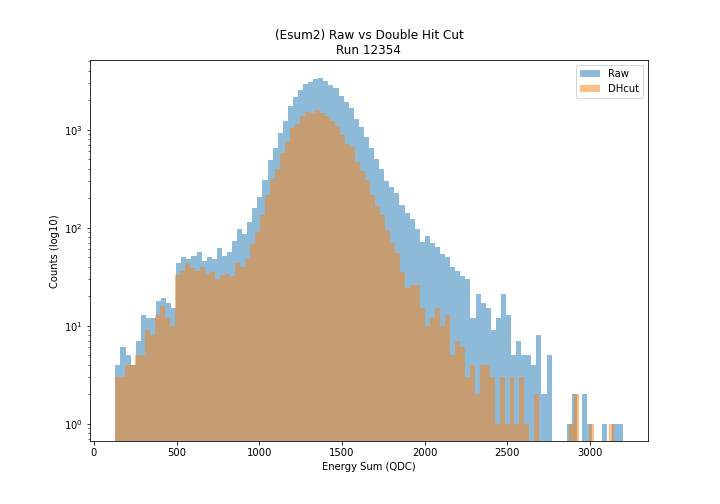 (Esum2) Raw vs Double Hit Cut
Run 12354
Raw
DHcut
Counts (log10)
10³
10²
10¹
10⁰
0 500 1000 1500 2000 2500 3000
Energy Sum (QDC)